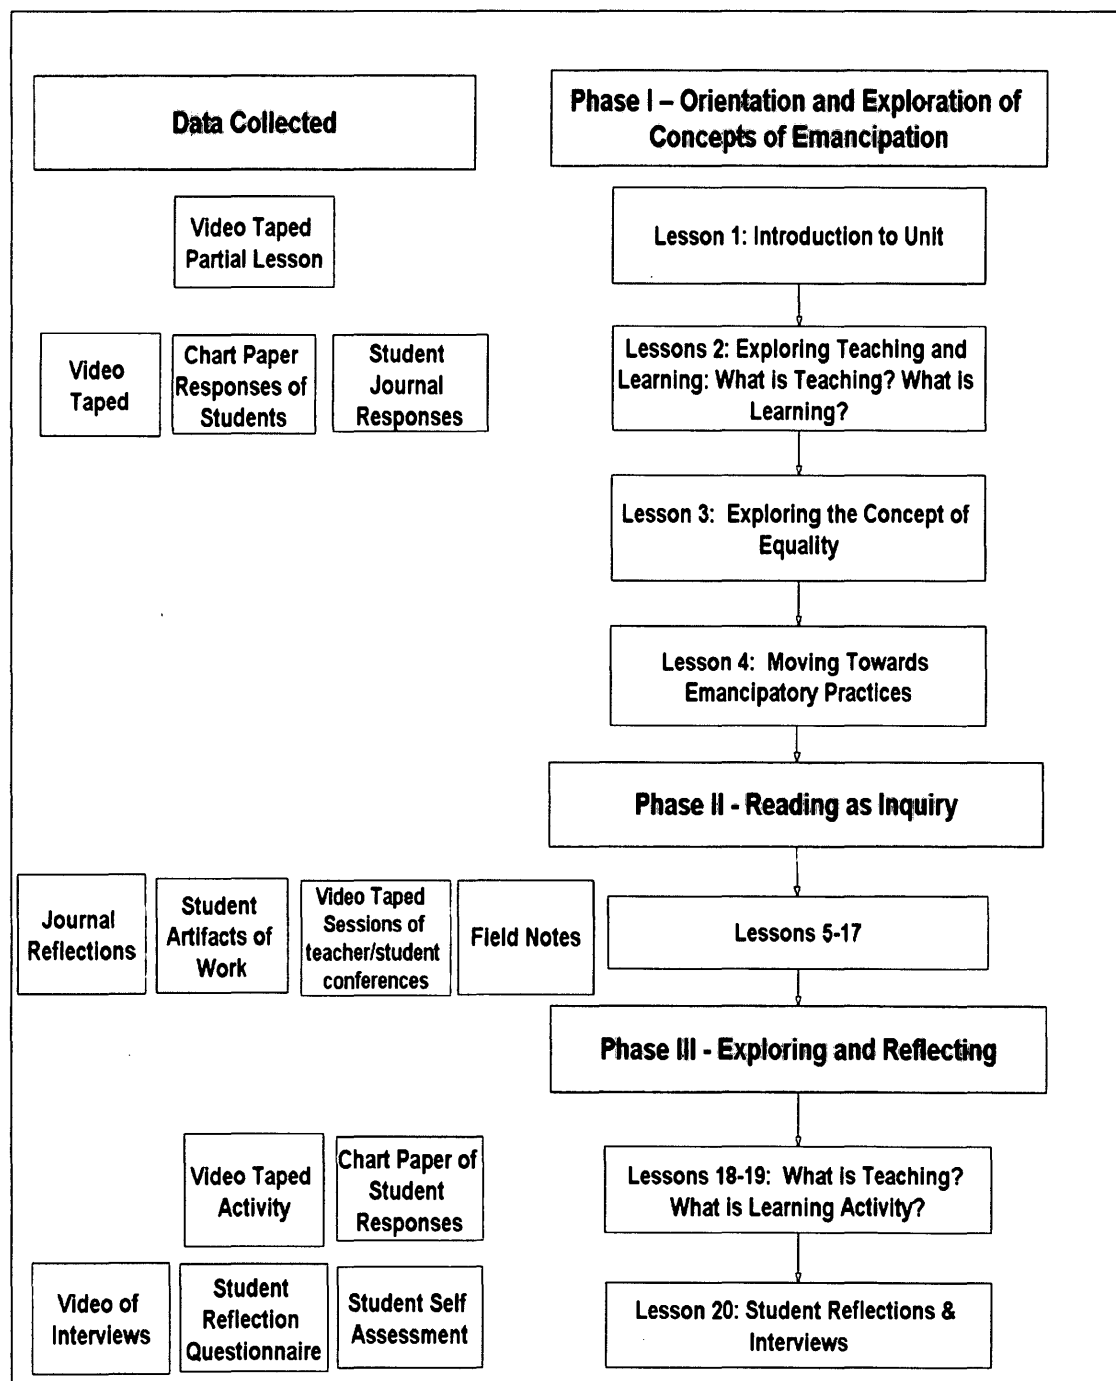 Data Collected
Phase I – Orientation and Exploration of
Concepts of Emancipation
Video Taped
Partial Lesson
Lesson 1: Introduction to Unit
Video
Taped
Chart Paper
Responses of
Students
Student
Journal
Responses
Lessons 2: Exploring Teaching and
Learning: What is Teaching? What is
Learning?
Lesson 3: Exploring the Concept of
Equality
Lesson 4: Moving Towards
Emancipatory Practices
Phase II - Reading as Inquiry
Journal
Reflections
Student
Artifacts of
Work
Video Taped
Sessions of
teacher/student
conferences
Field Notes
Lessons 5-17
Phase III - Exploring and Reflecting
Video Taped
Activity
Chart Paper of
Student
Responses
Lessons 18-19: What is Teaching?
What is Learning Activity?
Video of
Interviews
Student
Reflection
Questionnaire
Student Self
Assessment
Lesson 20: Student Reflections &
Interviews